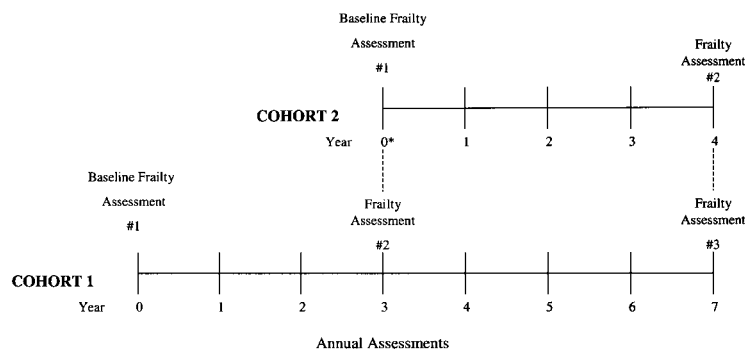 Baseline Frailty
Assessment
#1
Frailty
Assessment
#2
COHORT 2
Year 0* 1 2 3 4
Baseline Frailty
Assessment
#1
Frailty
Assessment
#2
Frailty
Assessment
#3
COHORT 1
Year 0 1 2 3 4 5 6 7
Annual Assessments